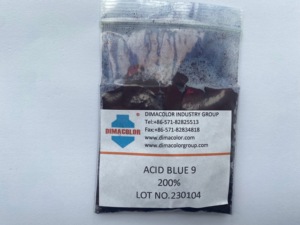 DIMACOLOR INDUSTRY GROUP
Tel:+86-571-82825513
Fax:+86-571-82834818
www.dimacolor.com
www.dimacolorgroup.com
DIMACOLOR
®
ACID BLUE 9
200%
LOT NO.230104